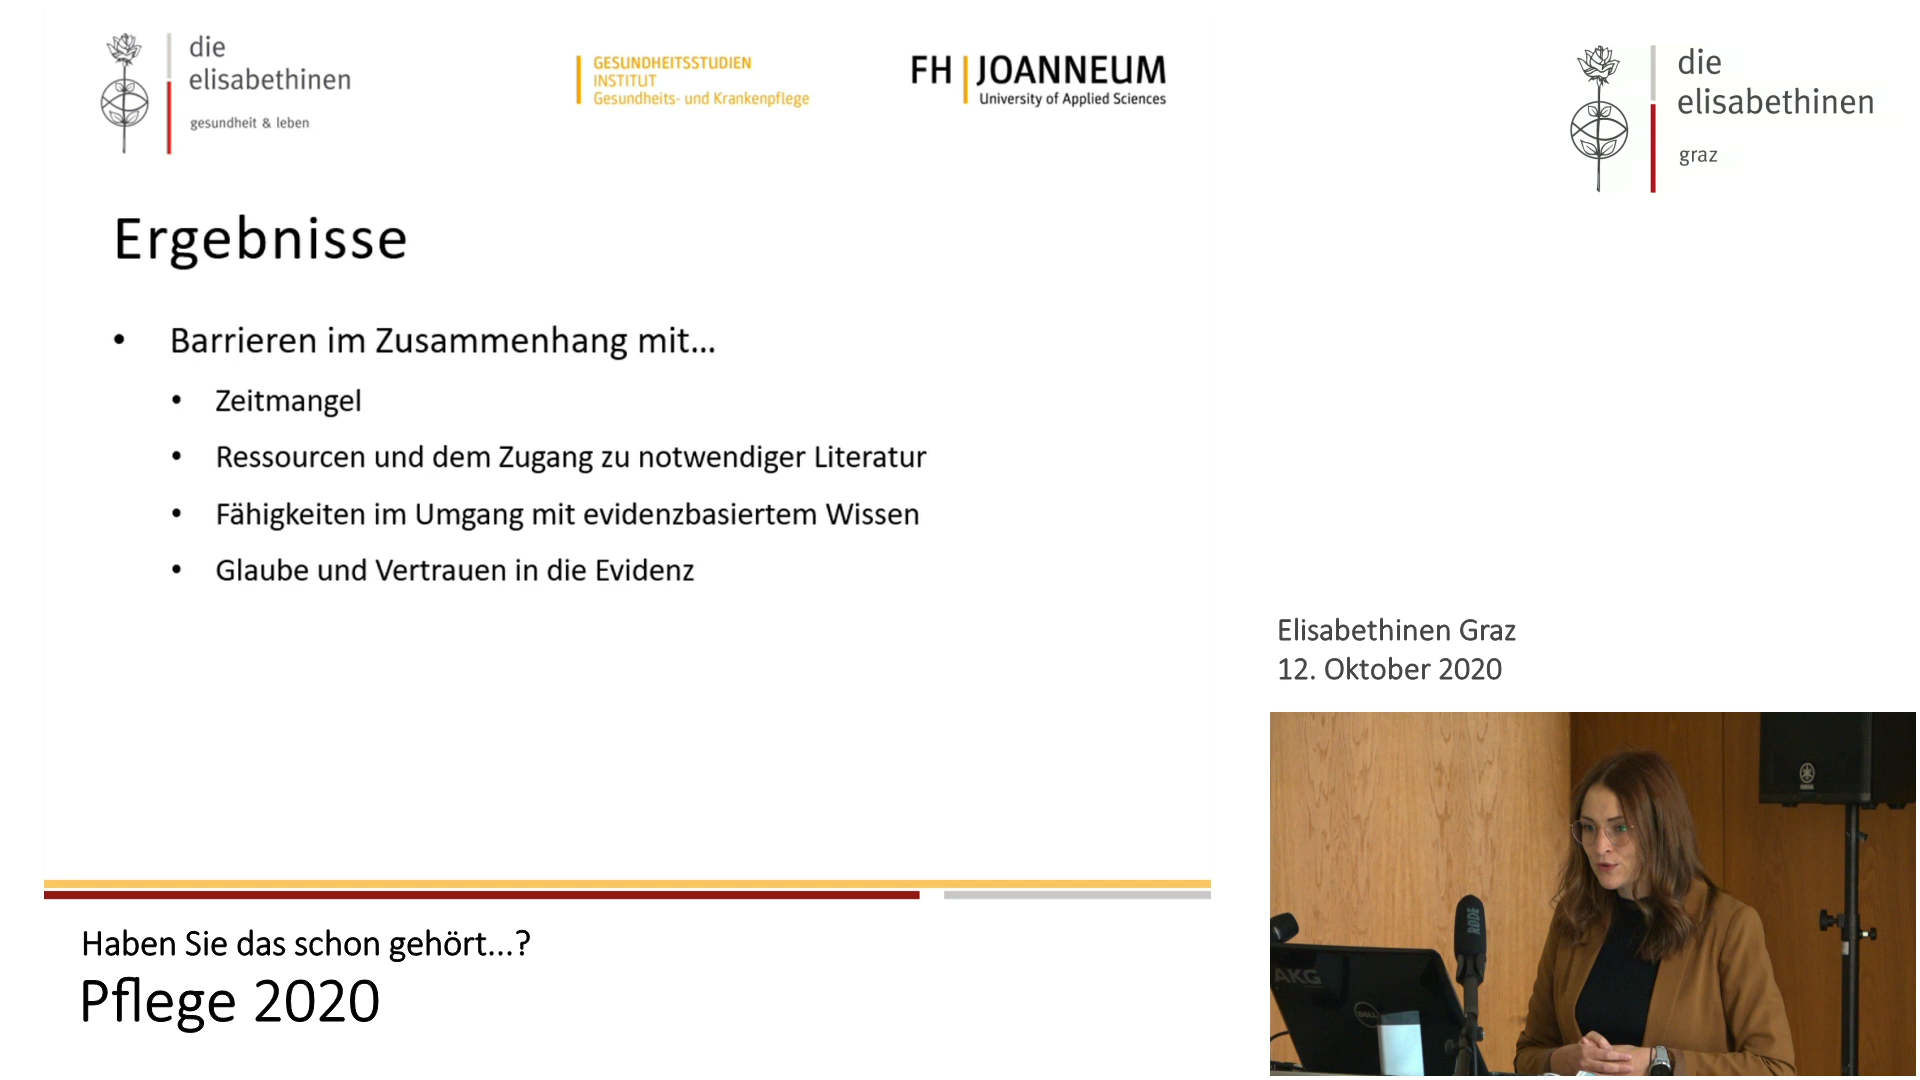 die
elisabethinen
gesundheit & leben
GESUNDHEITSSTUDIEN
INSTITUT
Gesundheits- und Krankenpflege
FH JOANNEUM
University of Applied Sciences
die
elisabethinen
graz
Ergebnisse
• Barrieren im Zusammenhang mit...
• Zeitmangel
• Ressourcen und dem Zugang zu notwendiger Literatur
• Fähigkeiten im Umgang mit evidenzbasiertem Wissen
• Glaube und Vertrauen in die Evidenz
Elisabethinen Graz
12. Oktober 2020
RØDE
AKG
DELL
YAMAHA
Haben Sie das schon gehört...?
Pflege 2020